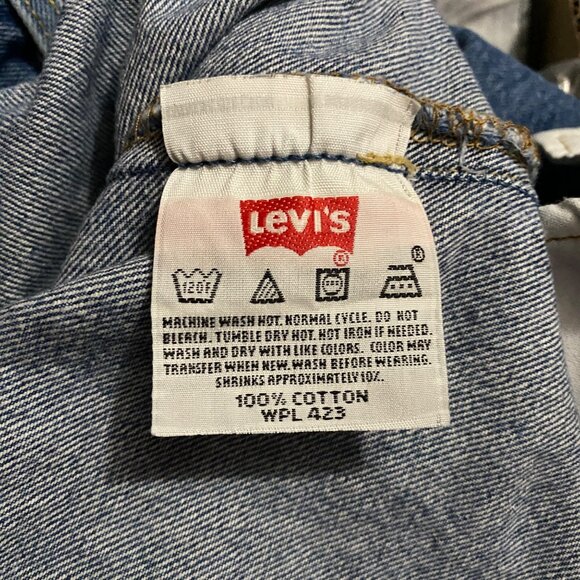 LEVI'S
120F
MACHINE WASH HOT. NORMAL CYCLE. DO NOT
BLEACH. TUMBLE DRY HOT. HOT IRON IF NEEDED.
WASH AND DRY WITH LIKE COLORS. COLOR MAY
TRANSFER WHEN NEW. WASH BEFORE WEARING.
SHRINKS APPROXIMATELY 10%.
100% COTTON
WPL 423